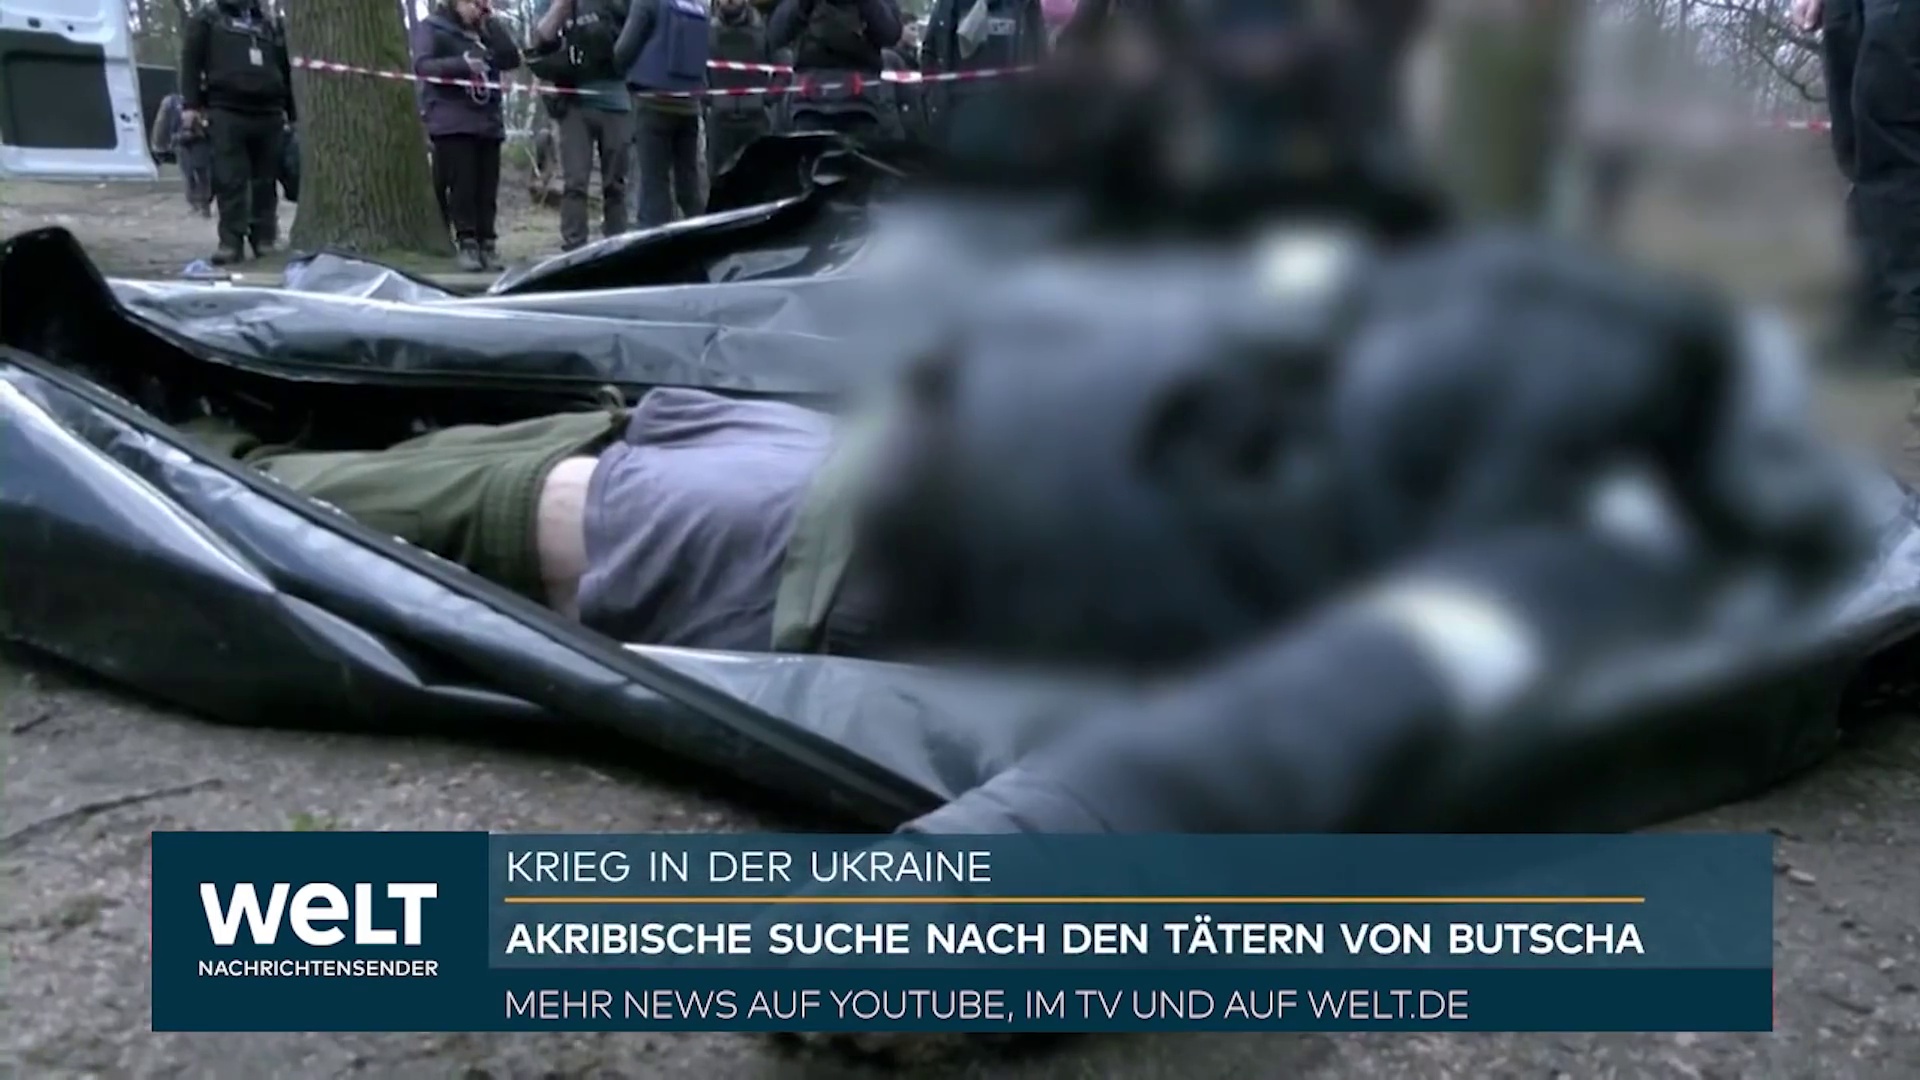 KRIEG IN DER UKRAINE
welt
NACHRICHTENSENDER
AKRIBISCHE SUCHE NACH DEN TÄTERN VON BUTSCHA
MEHR NEWS AUF YOUTUBE, IM TV UND AUF WELT.DE